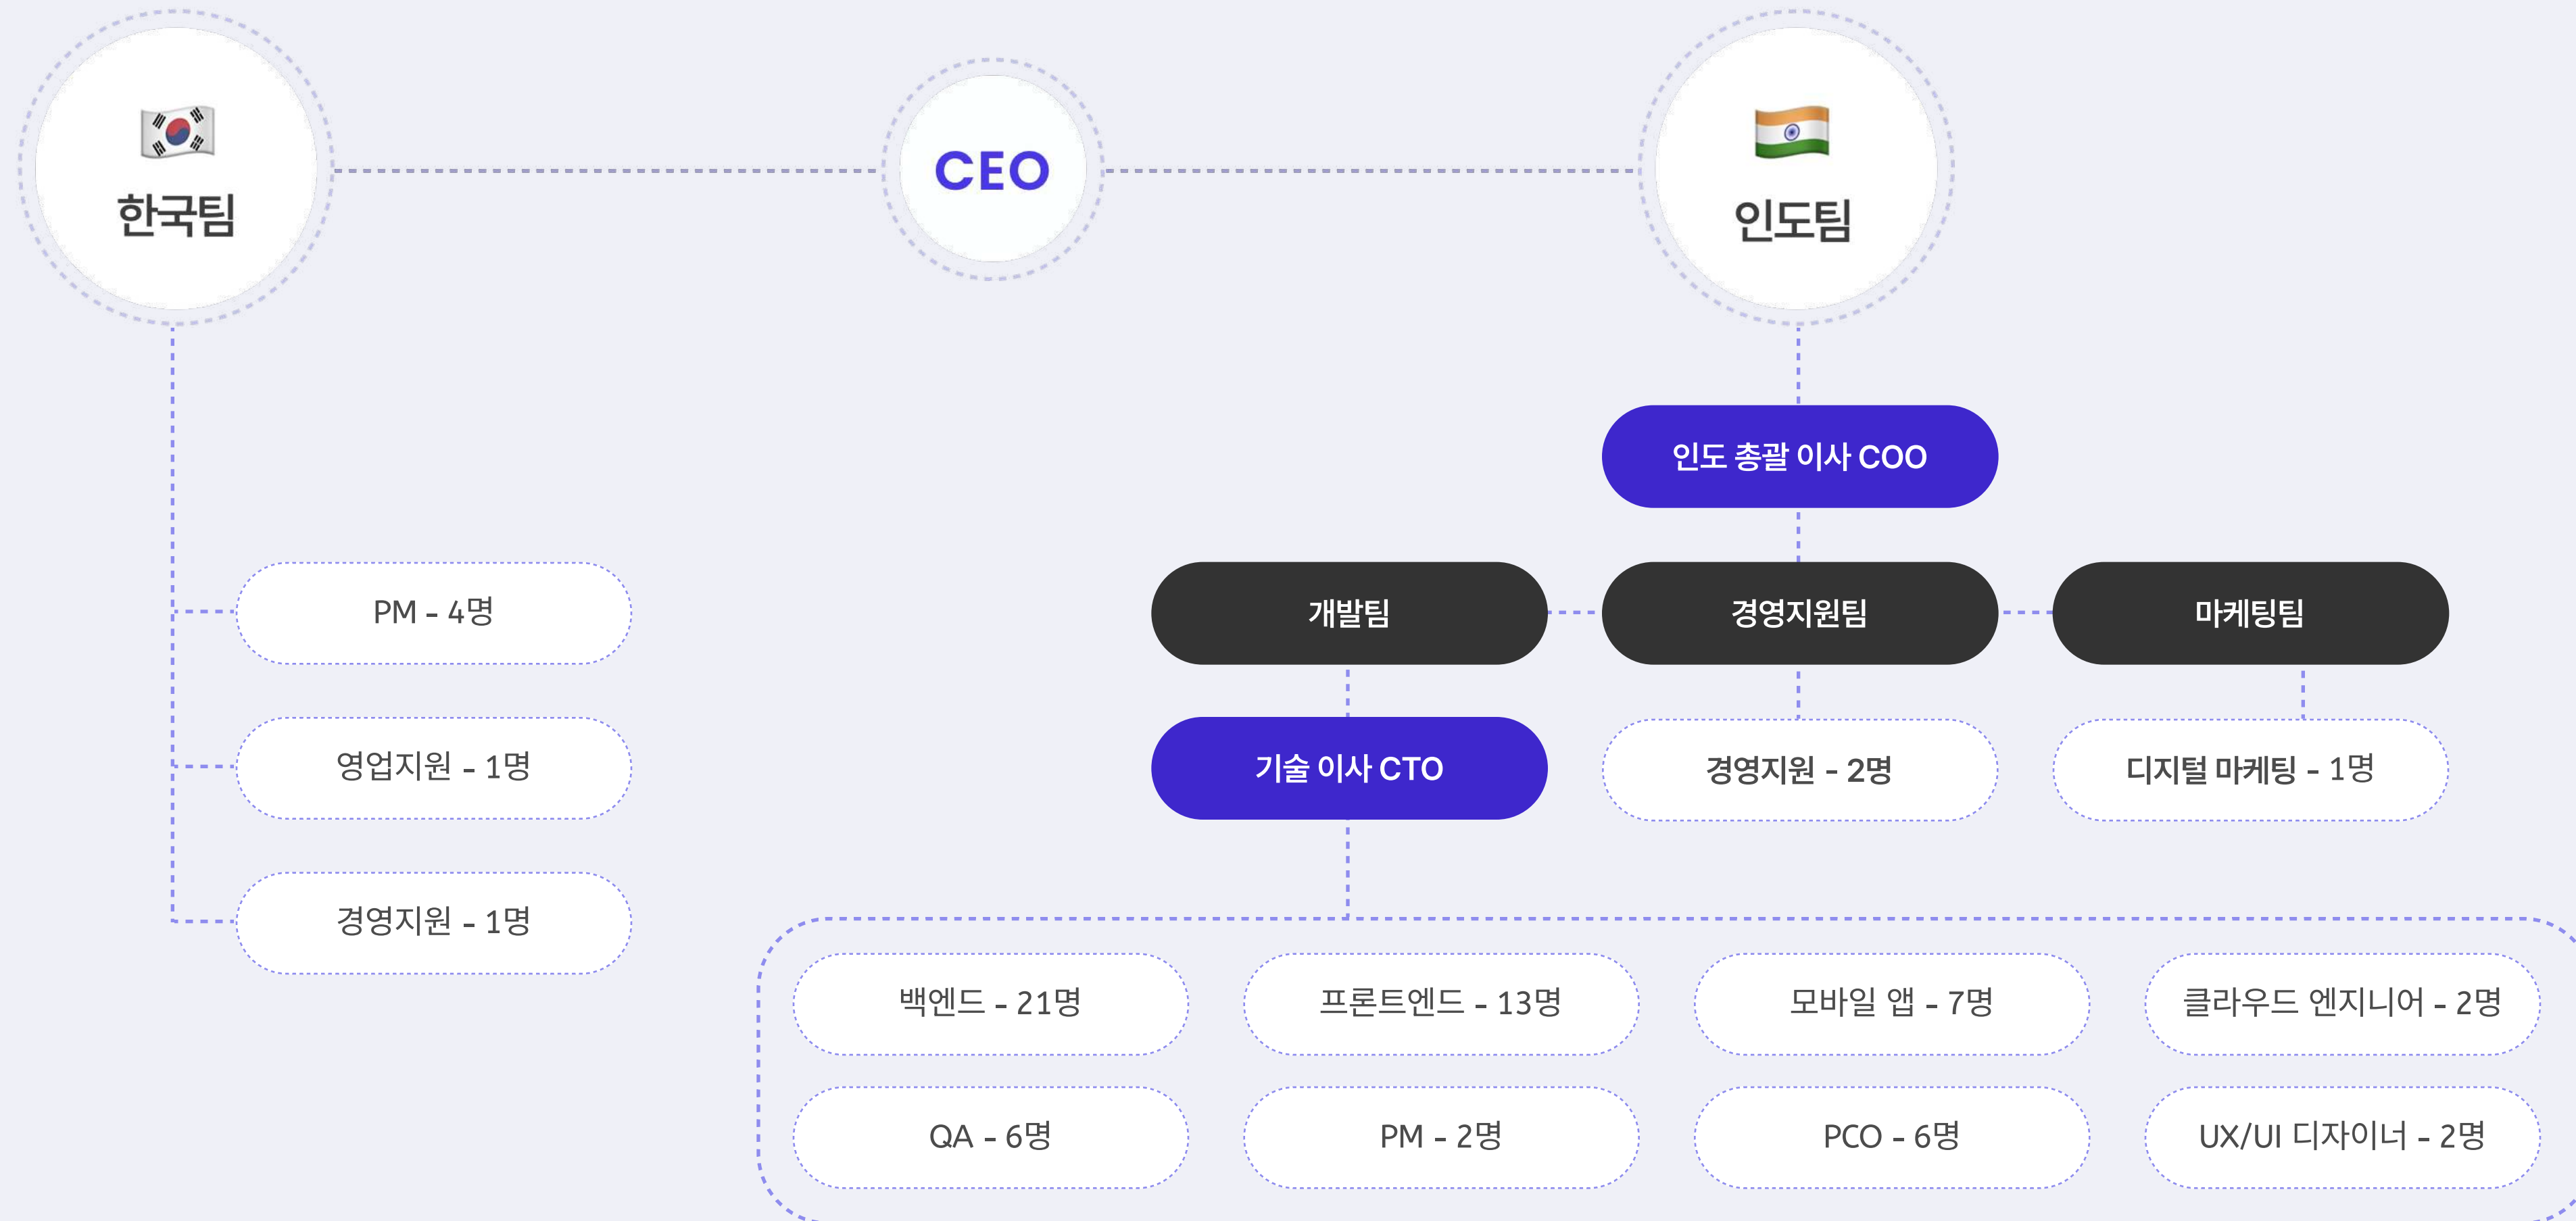 한국팀
CEO
인도팀
인도 총괄 이사 COO
PM - 4명
개발팀
경영지원팀
마케팅팀
영업지원 - 1명
기술 이사 CTO
경영지원 - 2명
디지털 마케팅 - 1명
경영지원 - 1명
백엔드 - 21명
프론트엔드 - 13명
모바일 앱 - 7명
클라우드 엔지니어 - 2명
QA - 6명
PM - 2명
PCO - 6명
UX/UI 디자이너 - 2명